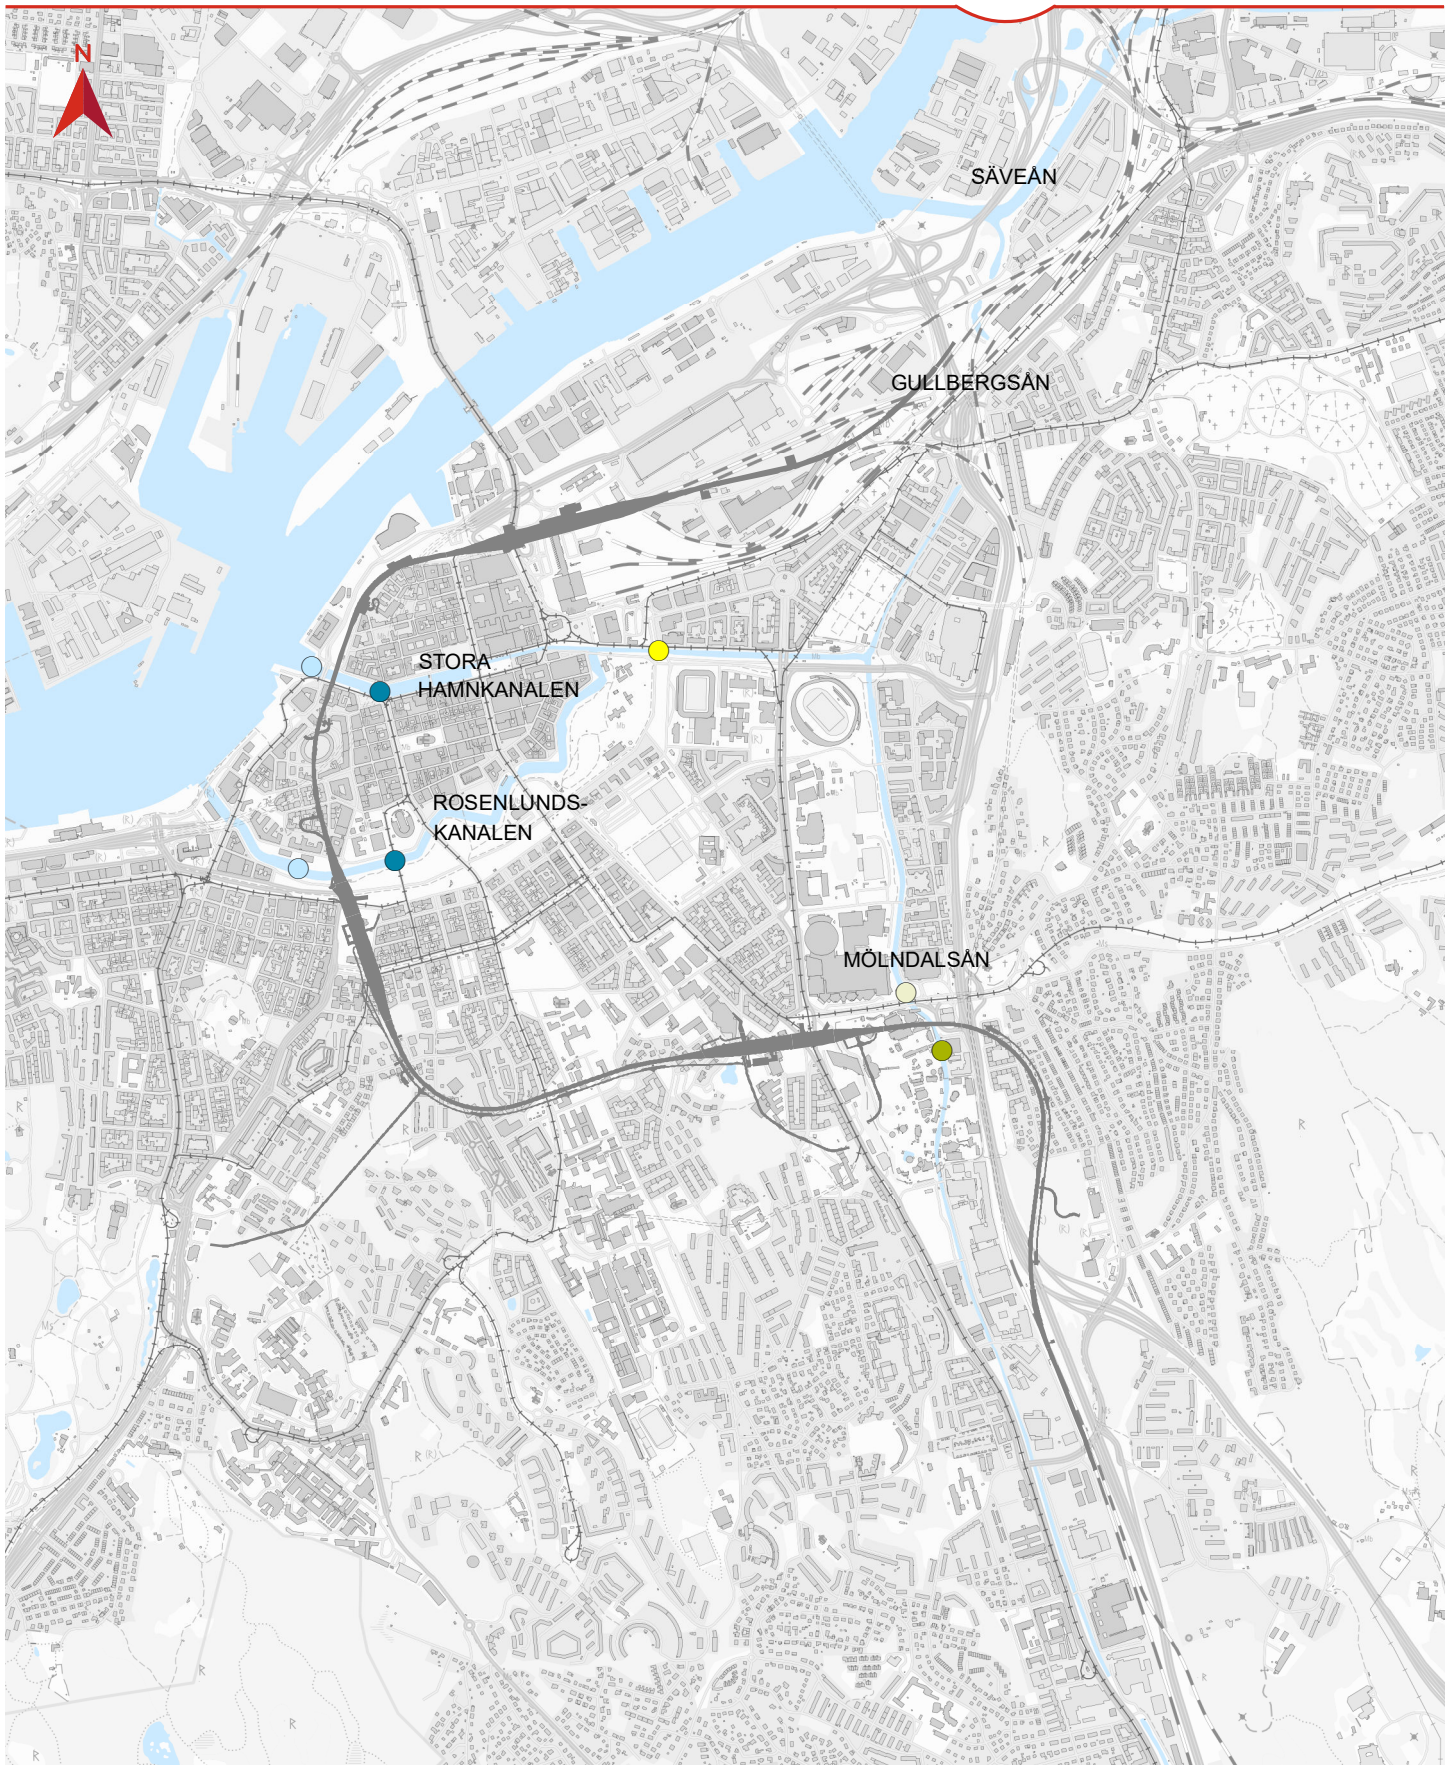 N
SÄVEÅN
GULLBERGSÅN
STORA
HAMNKANALEN
ROSENLUNDS-
KANALEN
MÖLNDALSÅN